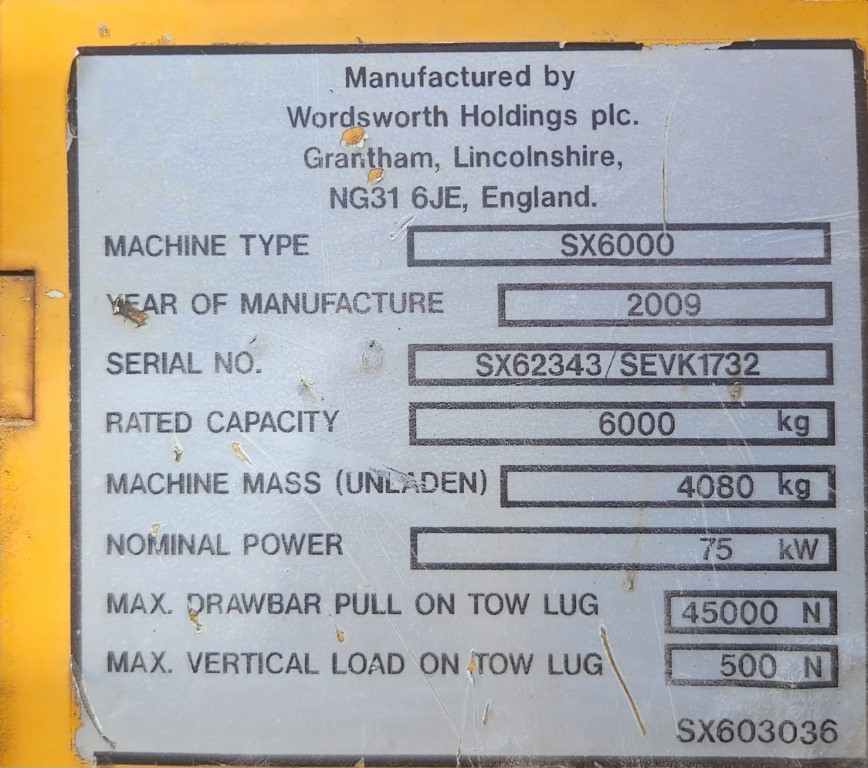 Manufactured by
Wordsworth Holdings plc.
Grantham, Lincolnshire,
NG31 6JE, England.
MACHINE TYPE SX6000
YEAR OF MANUFACTURE 2009
SERIAL NO. SX62343/SEVK1732
RATED CAPACITY 6000 kg
MACHINE MASS (UNLADEN) 4080 kg
NOMINAL POWER 75 kW
MAX. DRAWBAR PULL ON TOW LUG 45000 N
MAX. VERTICAL LOAD ON TOW LUG 500 N
SX603036